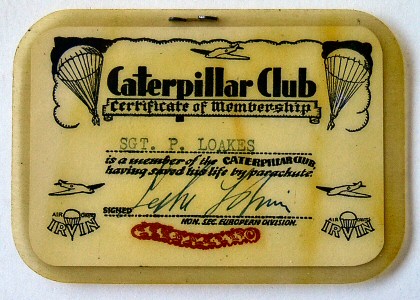 Caterpillar Club
Certificate of Membership
SGT. P. LOAKES
is a member of the CATERPILLAR CLUB
having saved his life by parachute.
SIGNED
HON. SEC. EUROPEAN DIVISION.
IRVIN
IRVIN